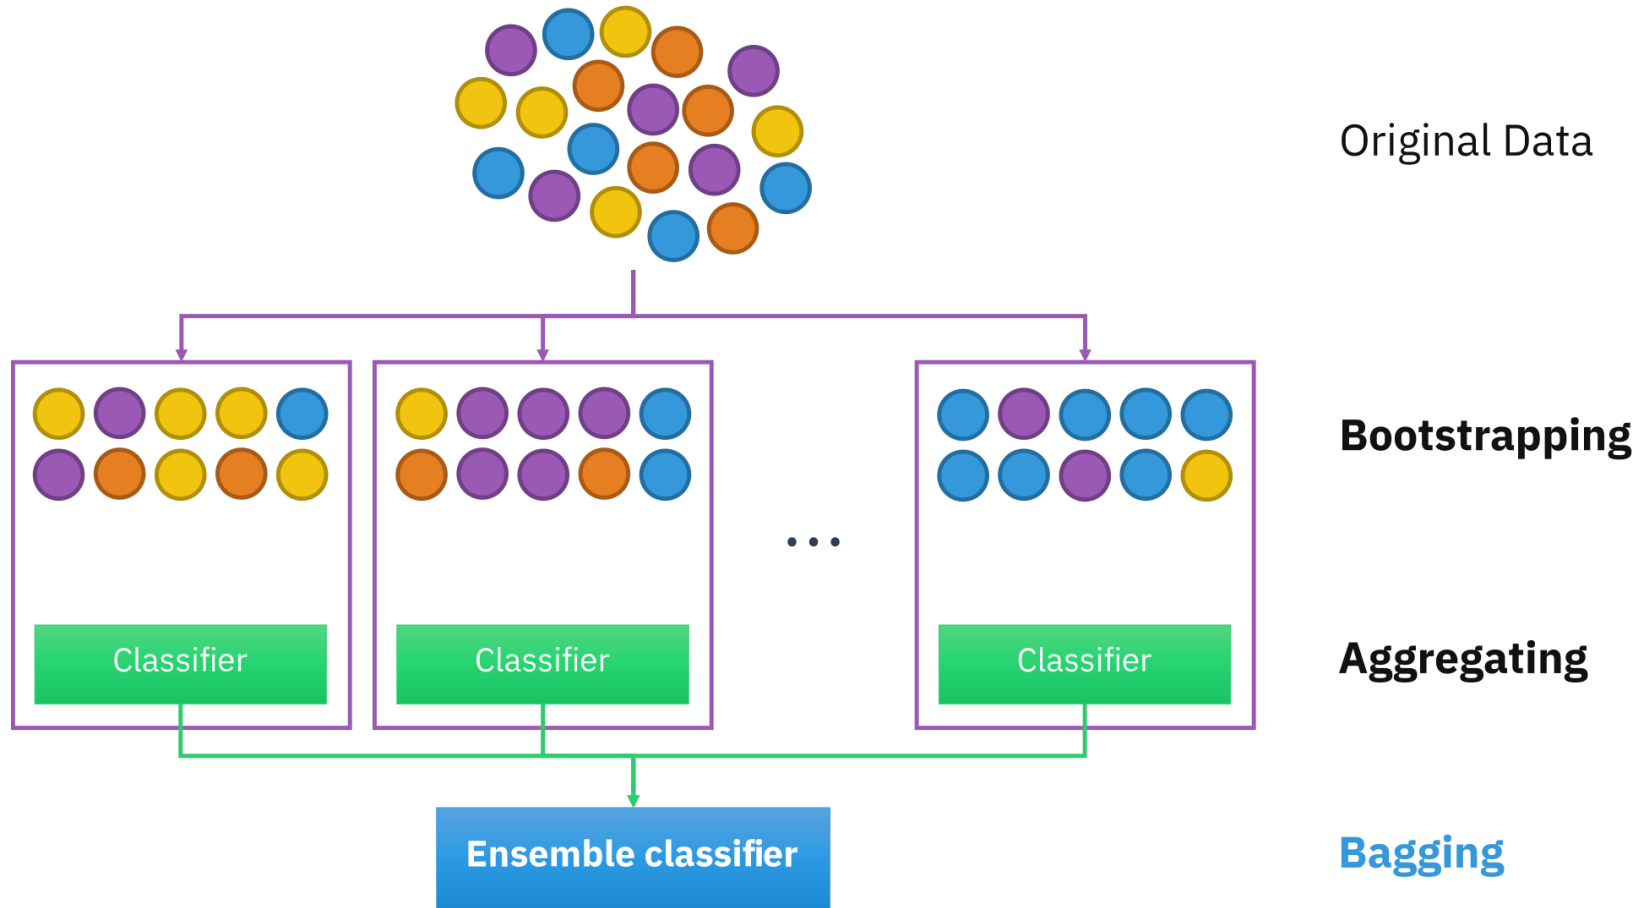 Original Data
Bootstrapping
...
Classifier
Classifier
Classifier
Aggregating
Ensemble classifier
Bagging